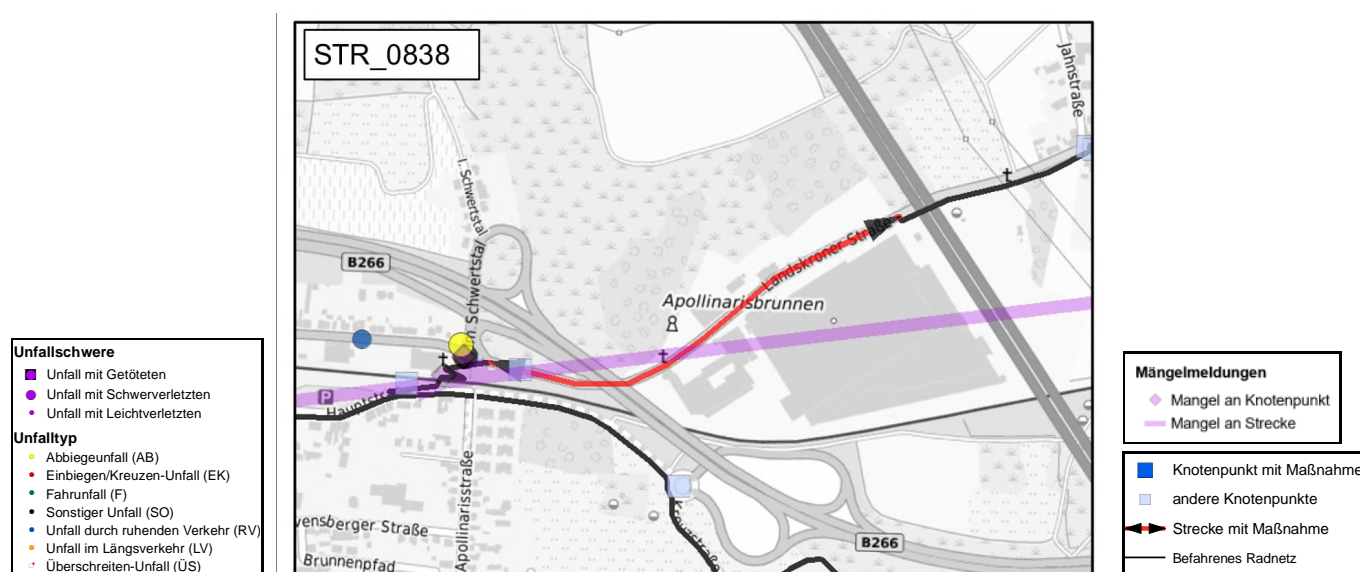 STR_0838
Jahnstraße
I. Schwertstal
Im Schwertstal
B266
Landskroner Straße
Apollinarisbrunnen
P
Apollinarisstraße
B266
Brunnenpfad
Unfallschwere
Unfall mit Getöteten
Unfall mit Schwerverletzten
Unfall mit Leichtverletzten
Unfalltyp
Abbiegeunfall (AB)
Einbiegen/Kreuzen-Unfall (EK)
Fahrunfall (F)
Sonstiger Unfall (SO)
Unfall durch ruhenden Verkehr (RV)
Unfall im Längsverkehr (LV)
Überschreiten-Unfall (ÜS)
Mängelmeldungen
Mangel an Knotenpunkt
Mangel an Strecke
Knotenpunkt mit Maßnahme
andere Knotenpunkte
Strecke mit Maßnahme
Befahrenes Radnetz